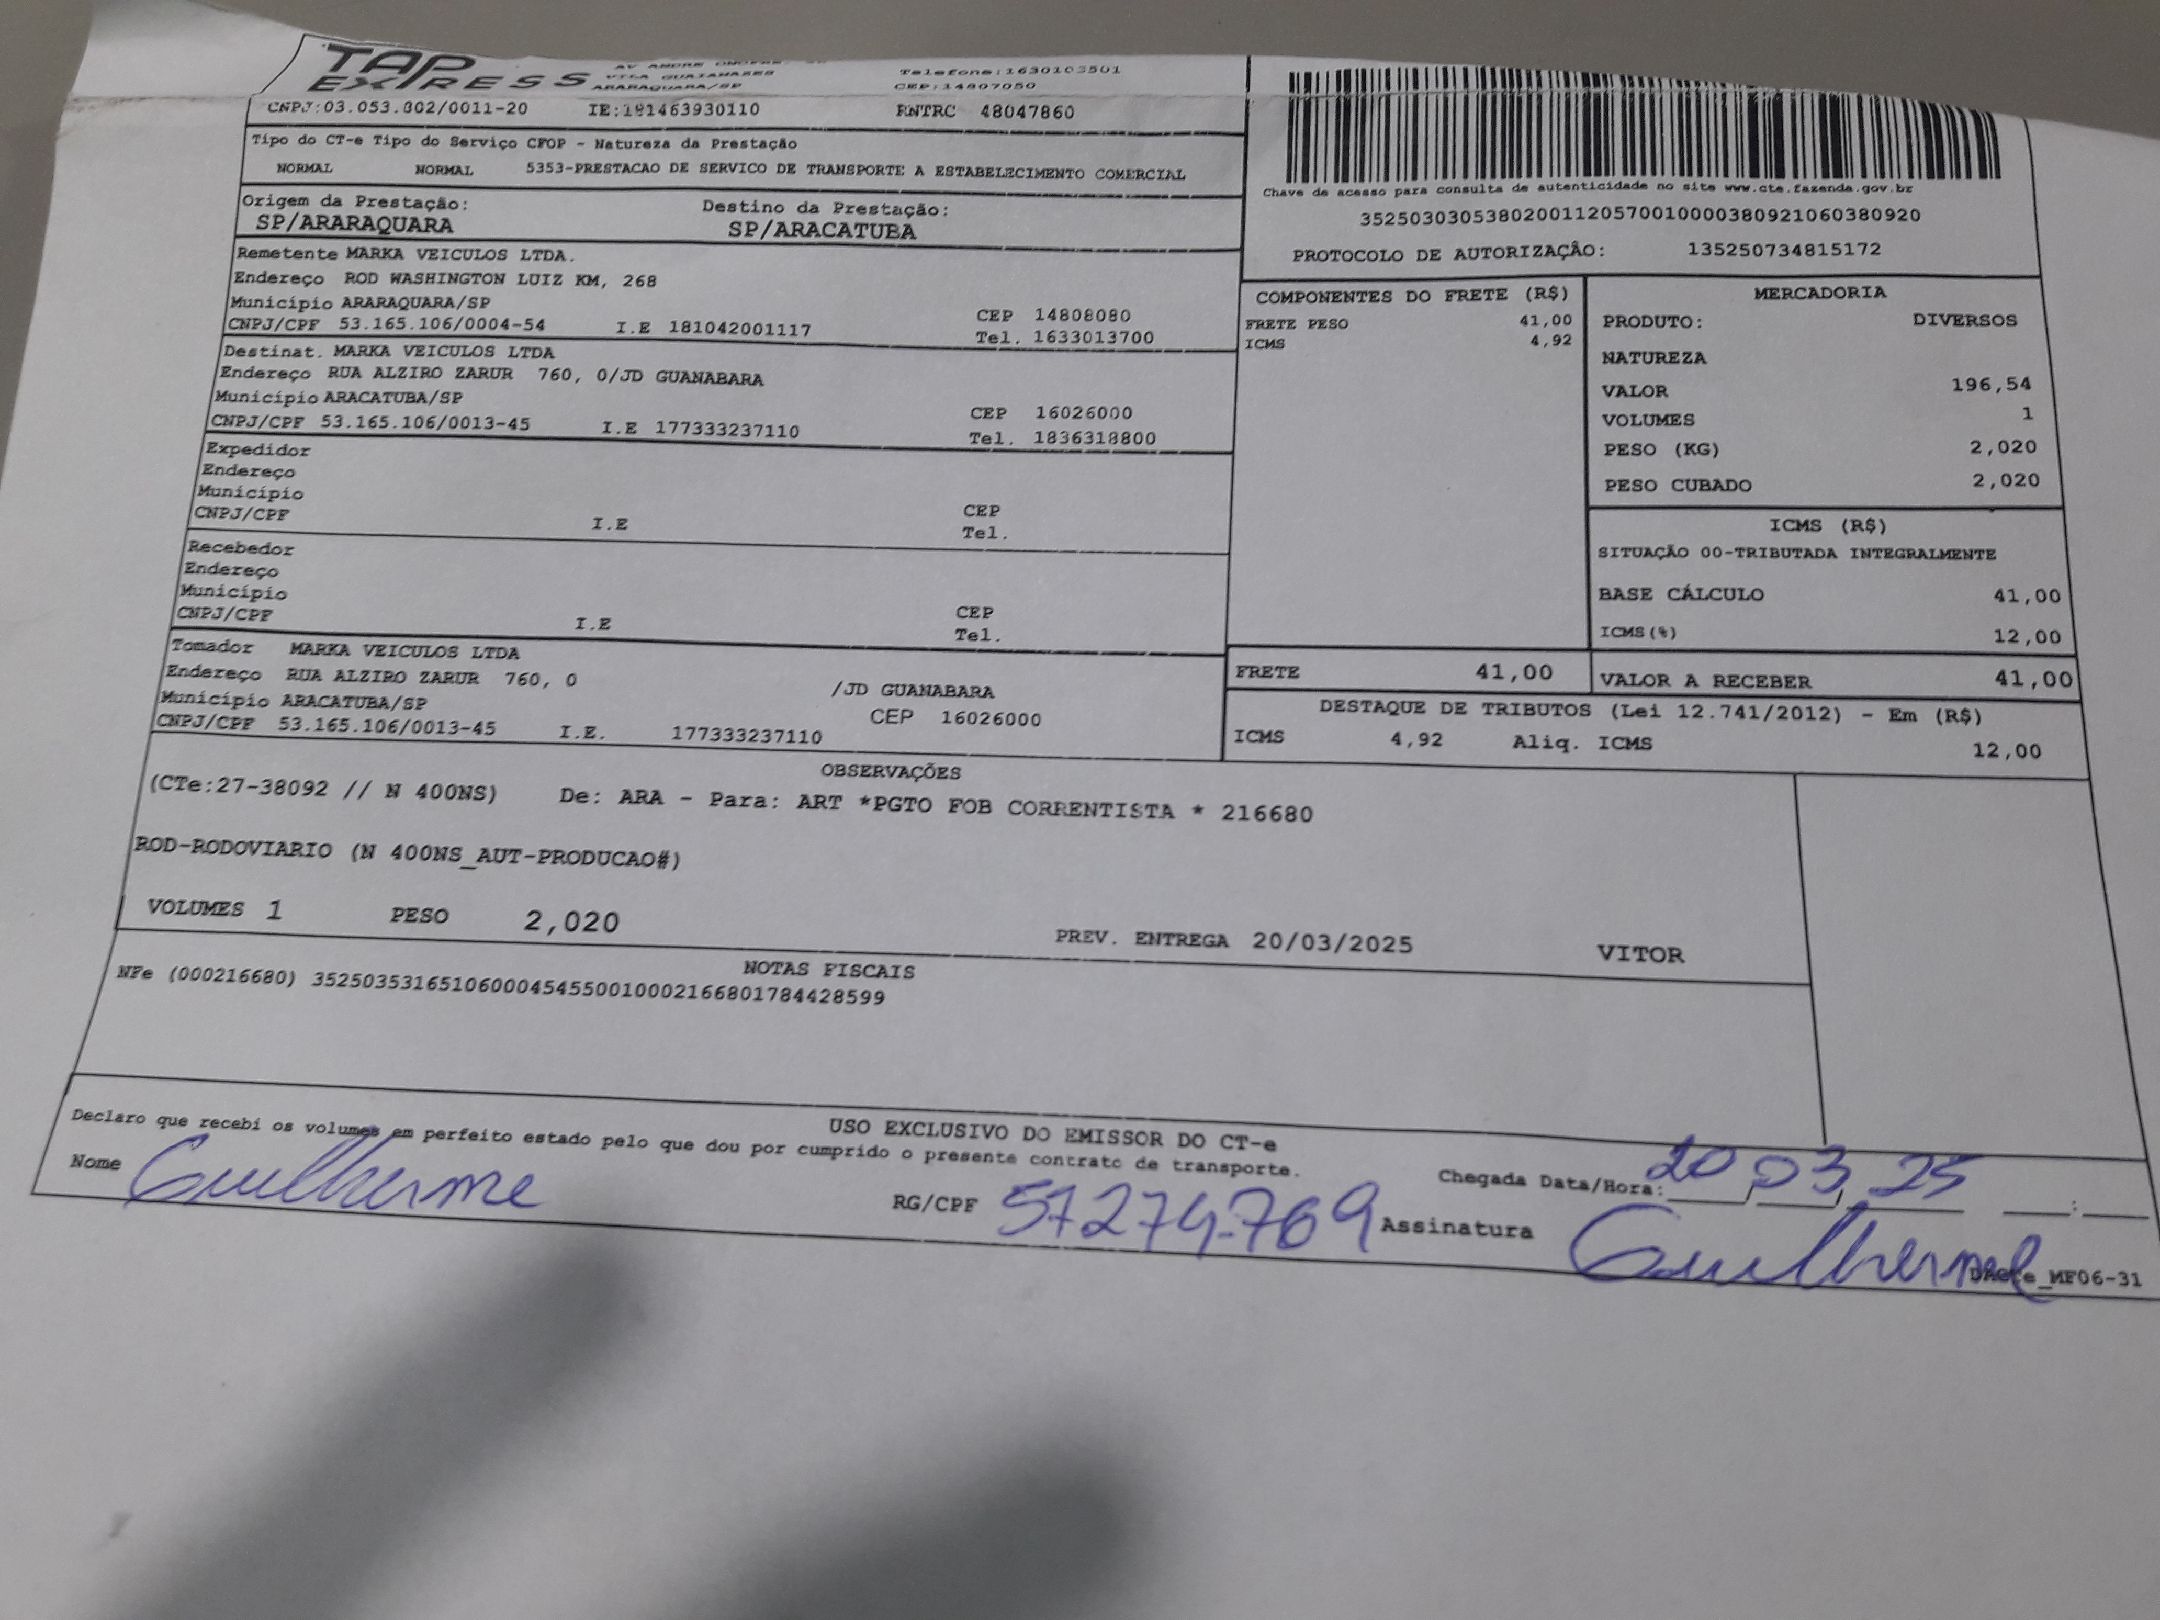 TAP EXPRESS
VILA GUAIANASES
ARARAQUARA/SP
Telefone:1630103501
CEP:14807050
CNPJ:03.053.802/0011-20 IE:181463930110 RNTRC 48047860
Tipo do CT-e Tipo do Serviço CFOP - Natureza da Prestação
NORMAL NORMAL 5353-PRESTACAO DE SERVICO DE TRANSPORTE A ESTABELECIMENTO COMERCIAL
Origem da Prestação: Destino da Prestação:
SP/ARARAQUARA SP/ARACATUBA
Remetente MARKA VEICULOS LTDA.
Endereço ROD WASHINGTON LUIZ KM, 268
Município ARARAQUARA/SP CEP 14808080
CNPJ/CPF 53.165.106/0004-54 I.E 181042001117 Tel. 1633013700
Destinat. MARKA VEICULOS LTDA
Endereço RUA ALZIRO ZARUR 760, 0/JD GUANABARA
Município ARACATUBA/SP CEP 16026000
CNPJ/CPF 53.165.106/0013-45 I.E 177333237110 Tel. 1836318800
Expedidor
Endereço
Município CEP
CNPJ/CPF I.E Tel.
Recebedor
Endereço
Município CEP
CNPJ/CPF I.E Tel.
Tomador MARKA VEICULOS LTDA
Endereço RUA ALZIRO ZARUR 760, 0 /JD GUANABARA
Município ARACATUBA/SP CEP 16026000
CNPJ/CPF 53.165.106/0013-45 I.E. 177333237110
Chave de acesso para consulta de autenticidade no site www.cte.fazenda.gov.br
35250303053802001120570010000380921060380920
PROTOCOLO DE AUTORIZAÇÃO: 135250734815172
COMPONENTES DO FRETE (R$)
FRETE PESO 41,00
ICMS 4,92
MERCADORIA
PRODUTO: DIVERSOS
NATUREZA
VALOR 196,54
VOLUMES 1
PESO (KG) 2,020
PESO CUBADO 2,020
ICMS (R$)
SITUAÇÃO 00-TRIBUTADA INTEGRALMENTE
BASE CÁLCULO 41,00
ICMS(%) 12,00
FRETE 41,00 VALOR A RECEBER 41,00
DESTAQUE DE TRIBUTOS (Lei 12.741/2012) - Em (R$)
ICMS 4,92 Aliq. ICMS 12,00
OBSERVAÇÕES
(CTe:27-38092 // N 400NS) De: ARA - Para: ART *PGTO FOB CORRENTISTA * 216680
ROD-RODOVIARIO (N 400NS_AUT-PRODUCAO#)
VOLUMES 1 PESO 2,020 PREV. ENTREGA 20/03/2025 VITOR
NOTAS FISCAIS
NFe (000216680) 35250353165106000454550010002166801784428599
USO EXCLUSIVO DO EMISSOR DO CT-e
Declaro que recebi os volumes em perfeito estado pelo que dou por cumprido o presente contrato de transporte.
Nome Guilherme RG/CPF 57274-769 Chegada Data/Hora: 20/03/25 __:__
Assinatura Guilherme
DACTe_MF06-31